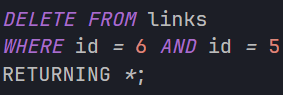 DELETE FROM links
WHERE id = 6 AND id = 5
RETURNING *;